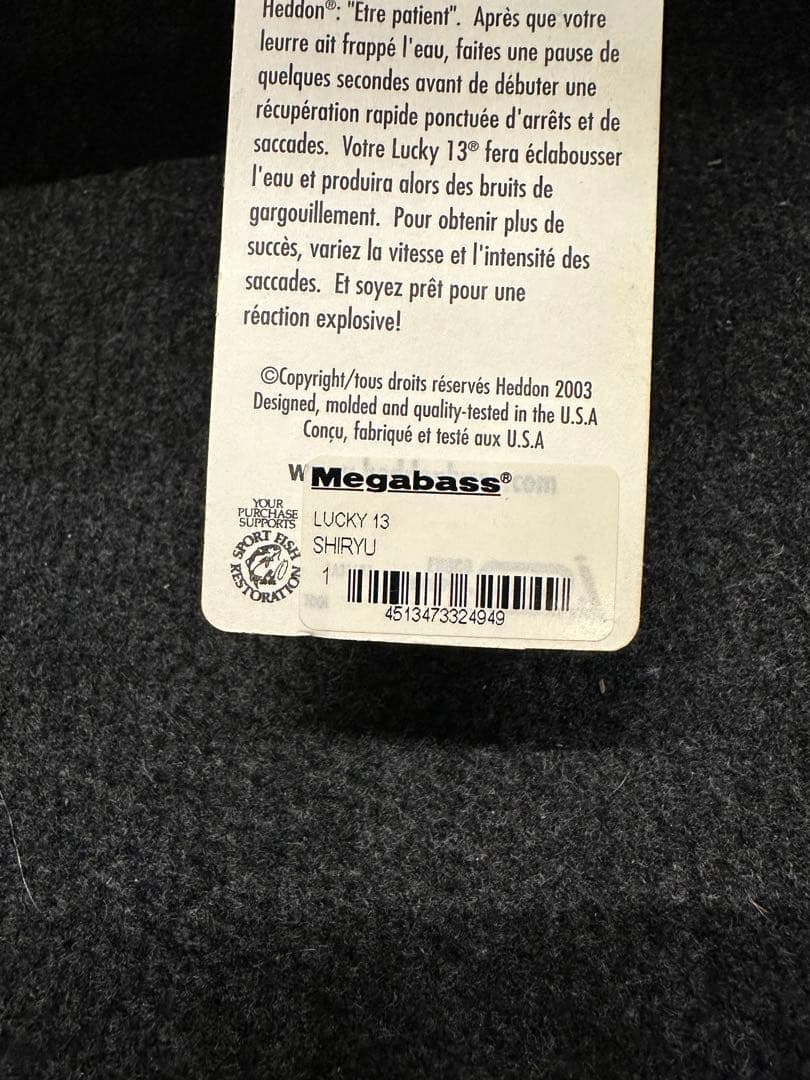 Heddon®: "Etre patient". Après que votre
leurre ait frappé l'eau, faites une pause de
quelques secondes avant de débuter une
récupération rapide ponctuée d'arrêts et de
saccades. Votre Lucky 13® fera éclabousser
l'eau et produira alors des bruits de
gargouillement. Pour obtenir plus de
succès, variez la vitesse et l'intensité des
saccades. Et soyez prêt pour une
réaction explosive!
©Copyright/tous droits réservés Heddon 2003
Designed, molded and quality-tested in the U.S.A
Conçu, fabriqué et testé aux U.S.A
W
.com
Megabass®
YOUR
PURCHASE
SUPPORTS
SPORT FISH
RESTORATION
LUCKY 13
SHIRYU
1
4513473324949